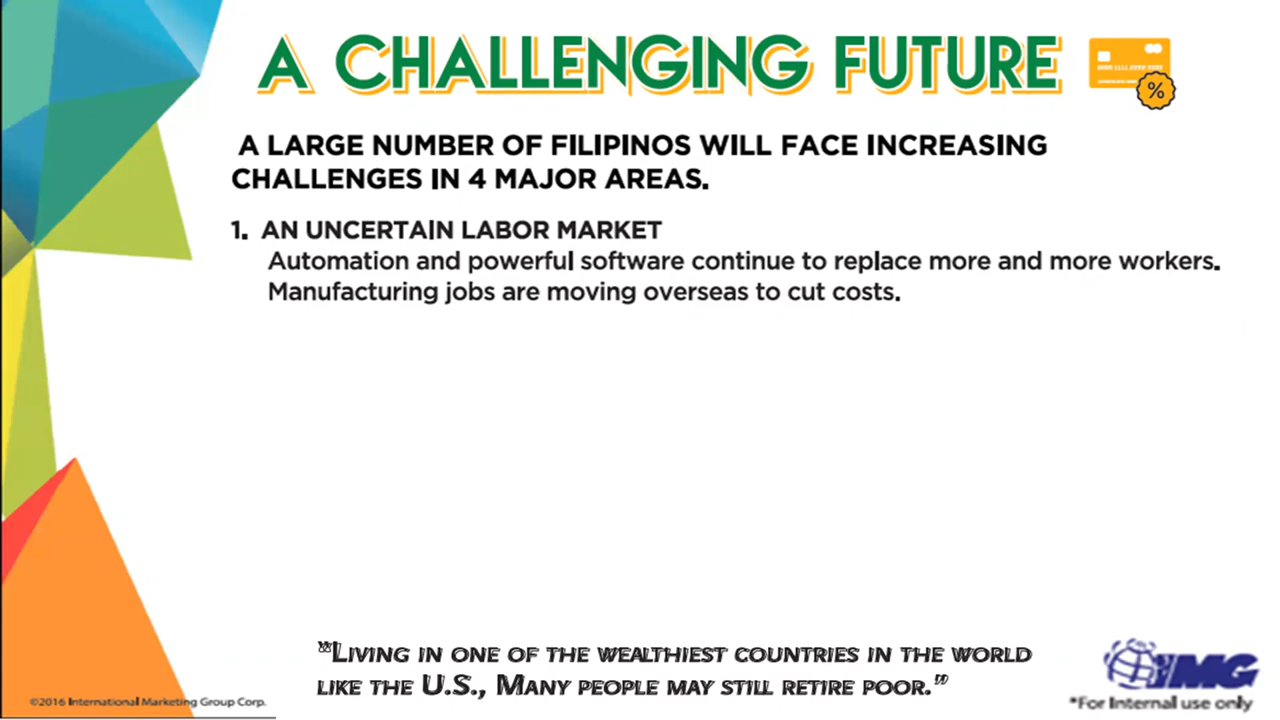 A CHALLENGING FUTURE
%
A LARGE NUMBER OF FILIPINOS WILL FACE INCREASING
CHALLENGES IN 4 MAJOR AREAS.
1. AN UNCERTAIN LABOR MARKET
Automation and powerful software continue to replace more and more workers.
Manufacturing jobs are moving overseas to cut costs.
"LIVING IN ONE OF THE WEALTHIEST COUNTRIES IN THE WORLD
LIKE THE U.S., MANY PEOPLE MAY STILL RETIRE POOR."
©2016 International Marketing Group Corp.
IMG
*For Internal use only